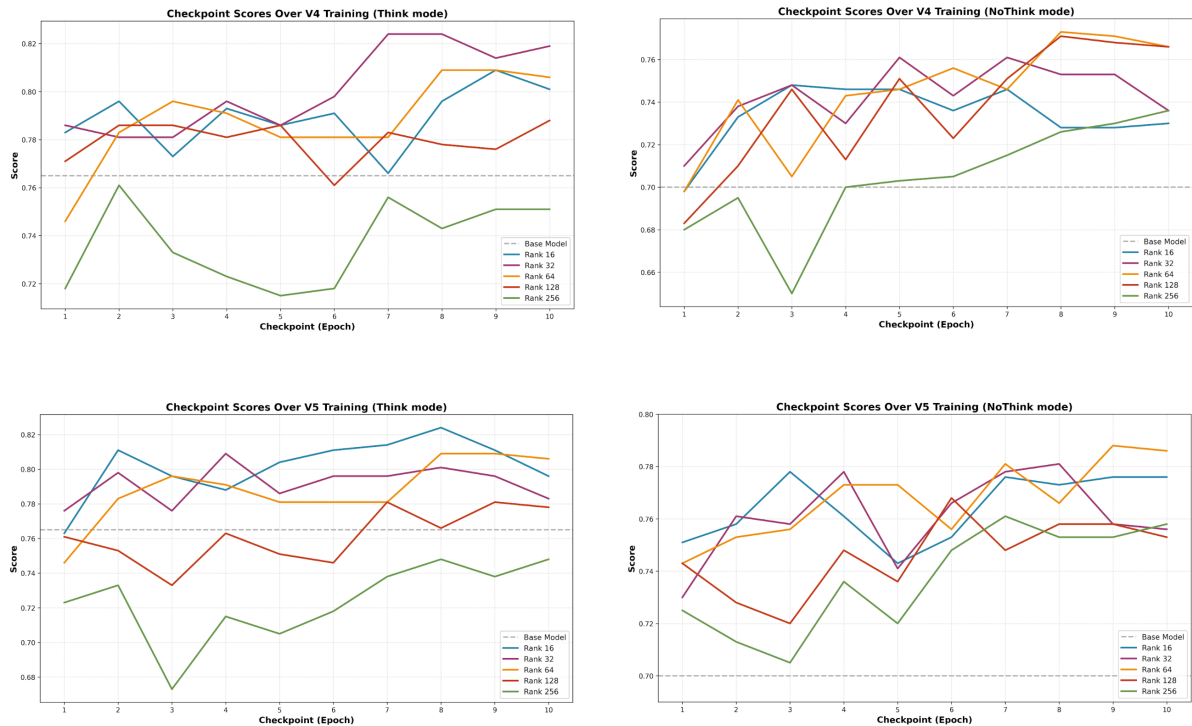 Checkpoint Scores Over V4 Training (Think mode)
Score
0.82
0.80
0.78
0.76
0.74
0.72
1 2 3 4 5 6 7 8 9 10
Checkpoint (Epoch)
Base Model
Rank 16
Rank 32
Rank 64
Rank 128
Rank 256
Checkpoint Scores Over V4 Training (NoThink mode)
Score
0.76
0.74
0.72
0.70
0.68
0.66
1 2 3 4 5 6 7 8 9 10
Checkpoint (Epoch)
Base Model
Rank 16
Rank 32
Rank 64
Rank 128
Rank 256
Checkpoint Scores Over V5 Training (Think mode)
Score
0.82
0.80
0.78
0.76
0.74
0.72
0.70
0.68
1 2 3 4 5 6 7 8 9 10
Checkpoint (Epoch)
Base Model
Rank 16
Rank 32
Rank 64
Rank 128
Rank 256
Checkpoint Scores Over V5 Training (NoThink mode)
Score
0.80
0.78
0.76
0.74
0.72
0.70
1 2 3 4 5 6 7 8 9 10
Checkpoint (Epoch)
Base Model
Rank 16
Rank 32
Rank 64
Rank 128
Rank 256